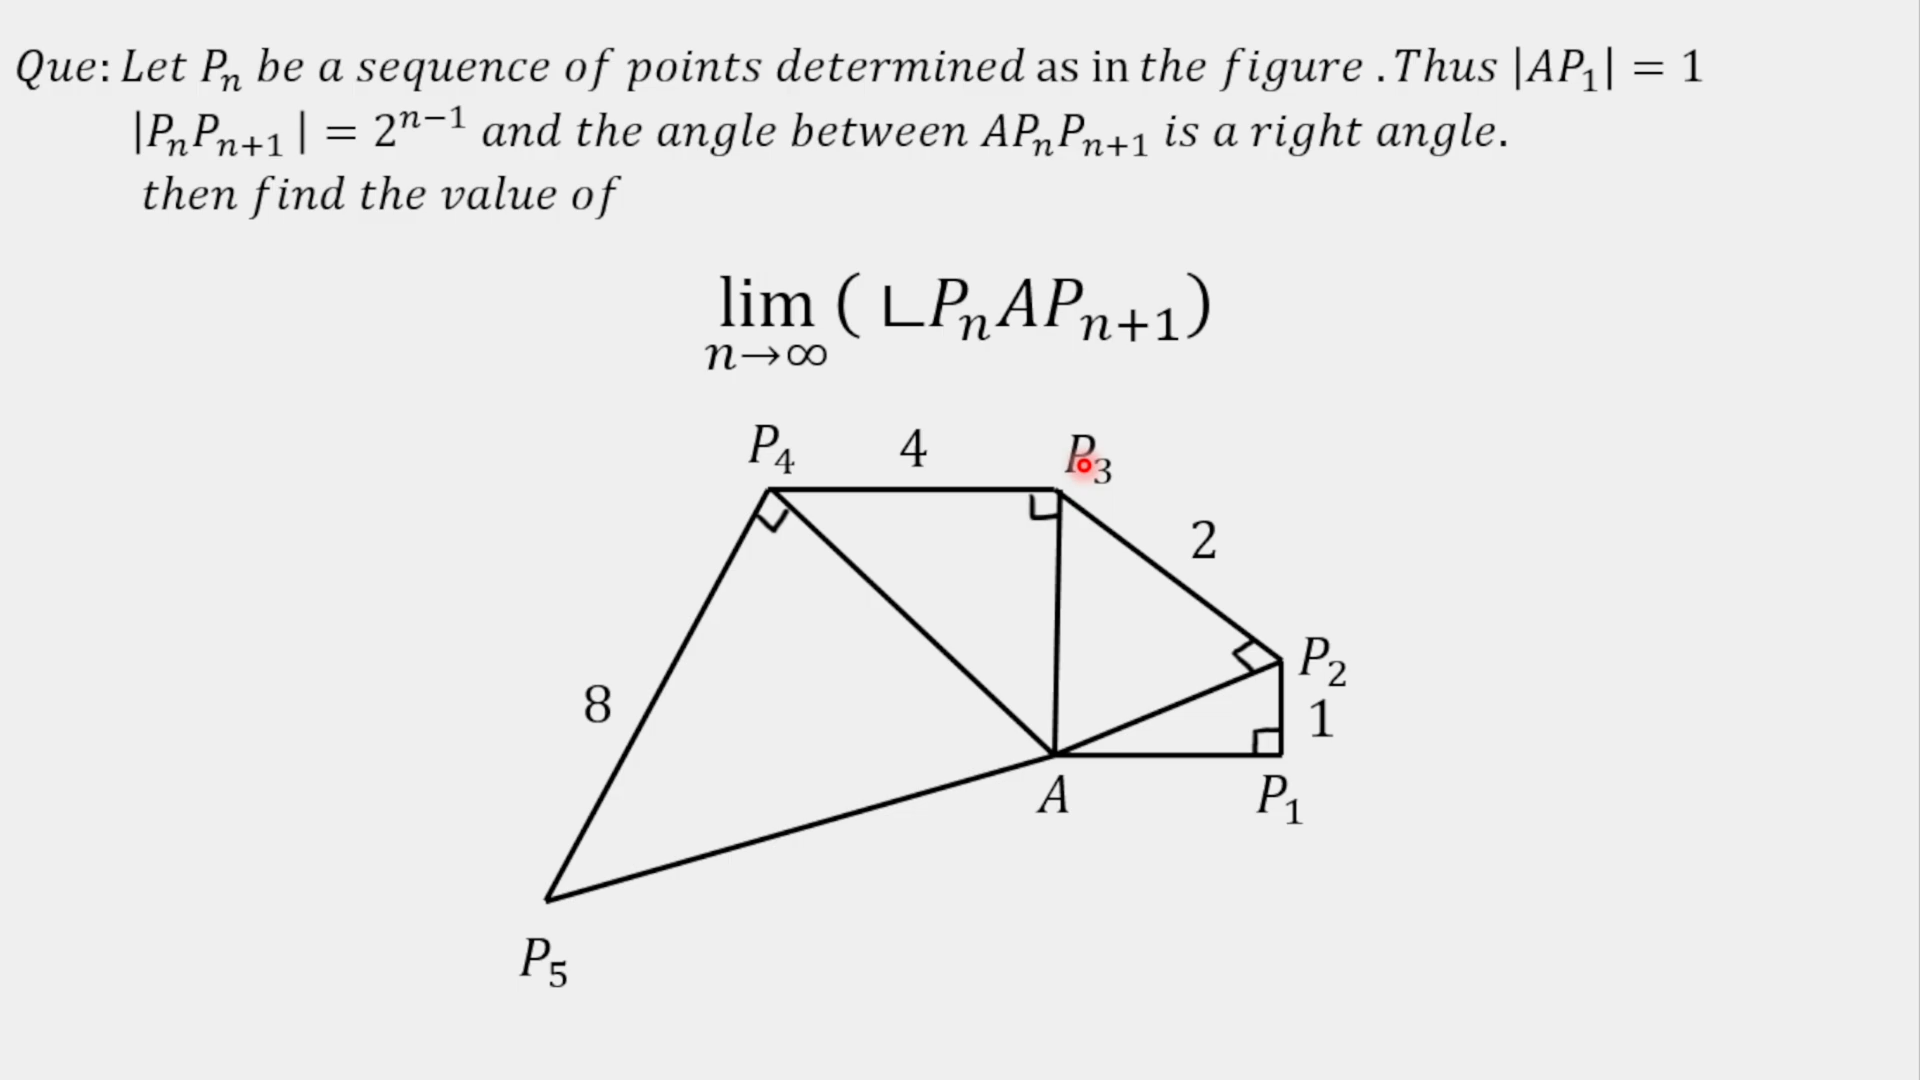 Que: Let Pₙ be a sequence of points determined as in the figure . Thus |AP₁| = 1
|PₙPₙ₊₁| = 2ⁿ⁻¹ and the angle between APₙPₙ₊₁ is a right angle.
then find the value of
lim ( ∟PₙAPₙ₊₁)
n→∞
P₄ 4 P₃
2
P₂
8 1
A P₁
P₅